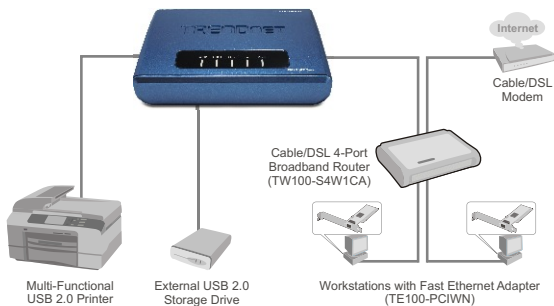 TRENDnet
Internet
Cable/DSL
Modem
Cable/DSL 4-Port
Broadband Router
(TW100-S4W1CA)
Multi-Functional
USB 2.0 Printer
External USB 2.0
Storage Drive
Workstations with Fast Ethernet Adapter
(TE100-PCIWN)